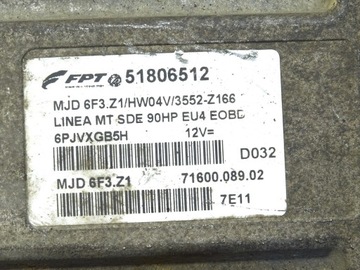 FPT 51806512
MJD 6F3.Z1/HW04V/3552-Z166
LINEA MT SDE 90HP EU4 EOBD
6PJVXGB5H 12V=
D032
MJD 6F3.Z1 71600.089.02
7E11